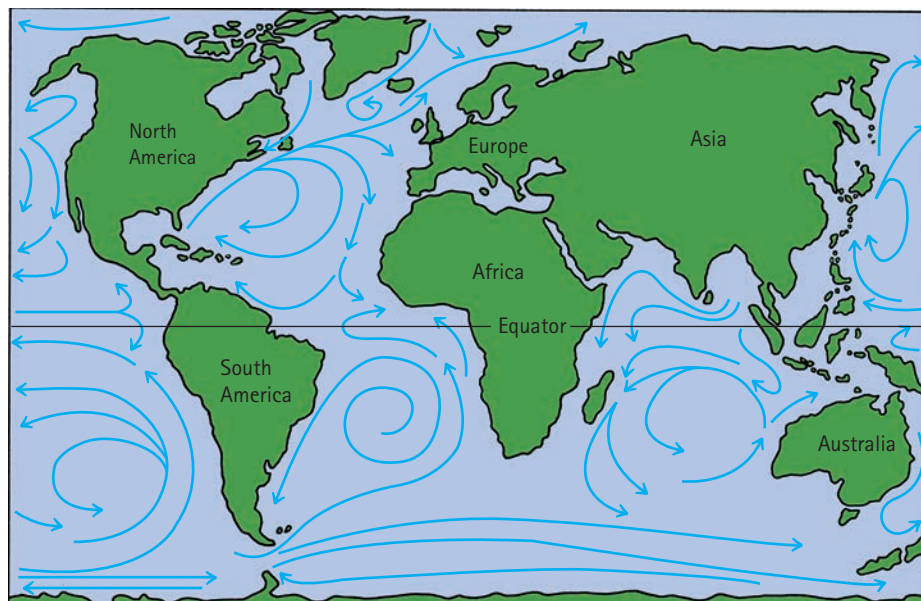 North
America
Europe
Asia
Africa
Equator
South
America
Australia